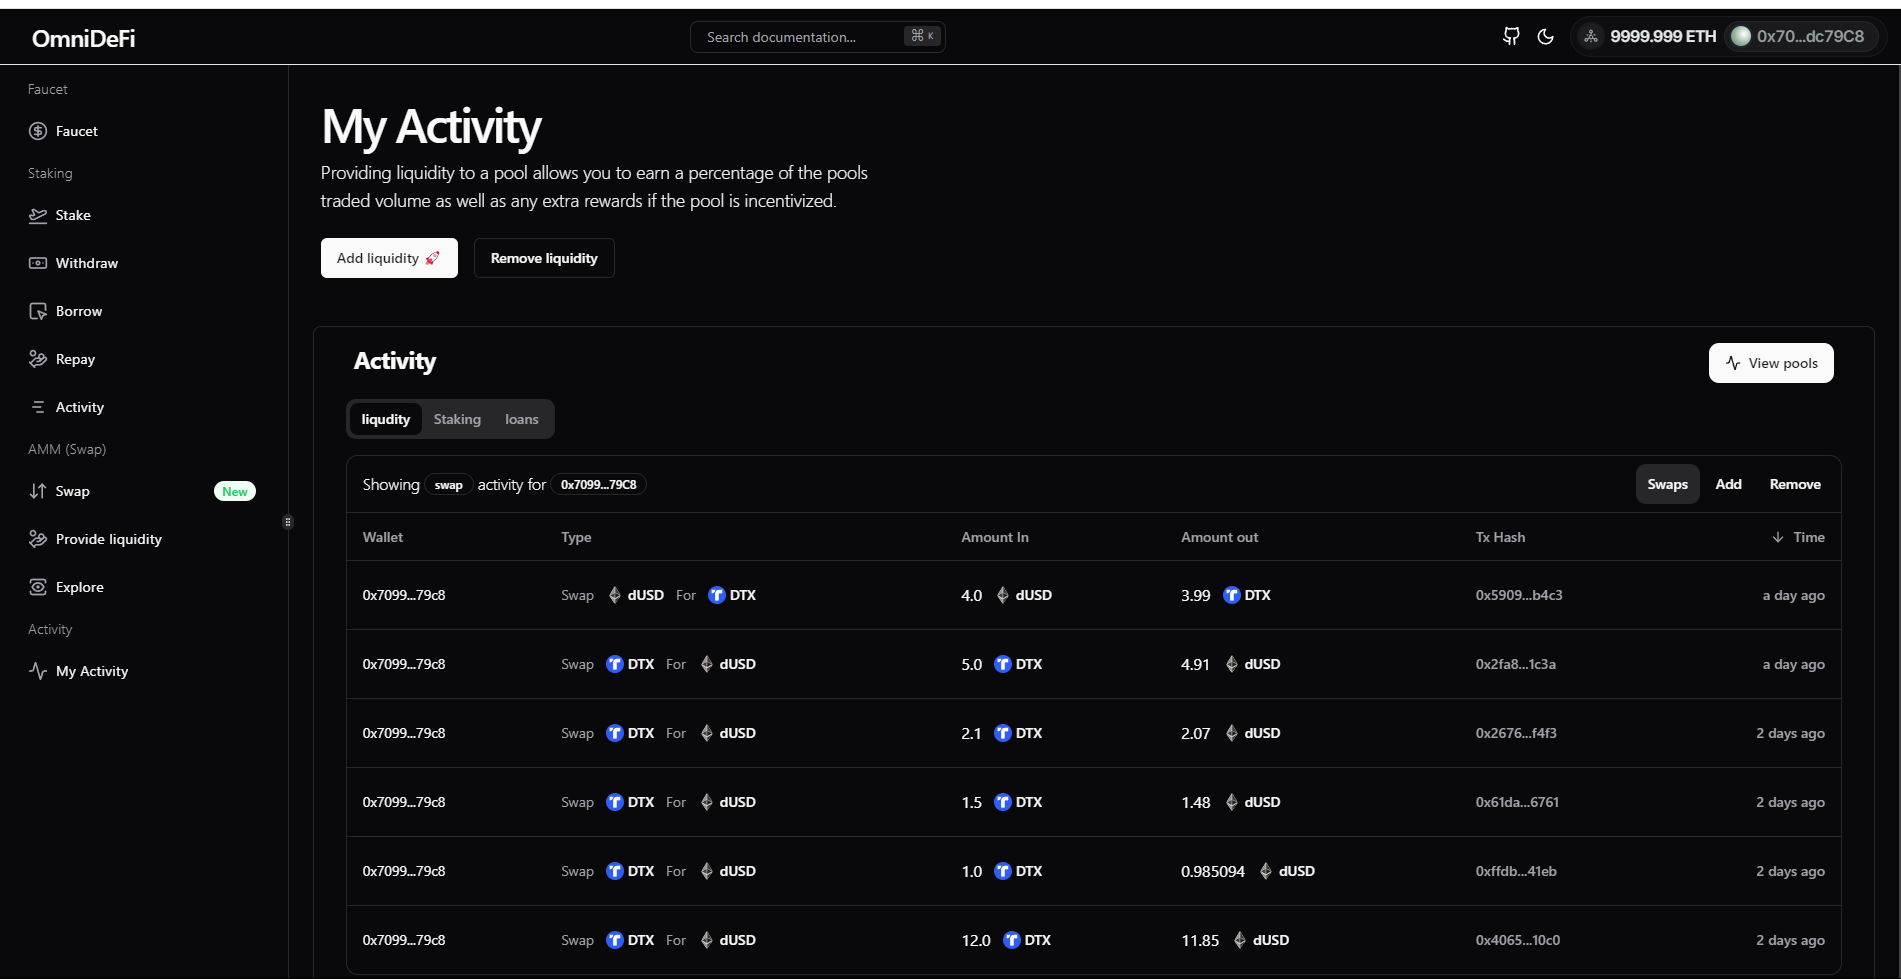 OmniDeFi
Search documentation...
⌘ K
9999.999 ETH
0x70...dc79C8
Faucet
Faucet
Staking
Stake
Withdraw
Borrow
Repay
Activity
AMM (Swap)
Swap
New
Provide liquidity
Explore
Activity
My Activity
My Activity
Providing liquidity to a pool allows you to earn a percentage of the pools
traded volume as well as any extra rewards if the pool is incentivized.
Add liquidity 🚀
Remove liquidity
Activity
View pools
liqudity Staking loans
Showing swap activity for 0x7099...79C8
Swaps Add Remove
Wallet Type Amount In Amount out Tx Hash ↓ Time
0x7099...79c8 Swap dUSD For DTX 4.0 dUSD 3.99 DTX 0x5909...b4c3 a day ago
0x7099...79c8 Swap DTX For dUSD 5.0 DTX 4.91 dUSD 0x2fa8...1c3a a day ago
0x7099...79c8 Swap DTX For dUSD 2.1 DTX 2.07 dUSD 0x2676...f4f3 2 days ago
0x7099...79c8 Swap DTX For dUSD 1.5 DTX 1.48 dUSD 0x61da...6761 2 days ago
0x7099...79c8 Swap DTX For dUSD 1.0 DTX 0.985094 dUSD 0xffdb...41eb 2 days ago
0x7099...79c8 Swap DTX For dUSD 12.0 DTX 11.85 dUSD 0x4065...10c0 2 days ago